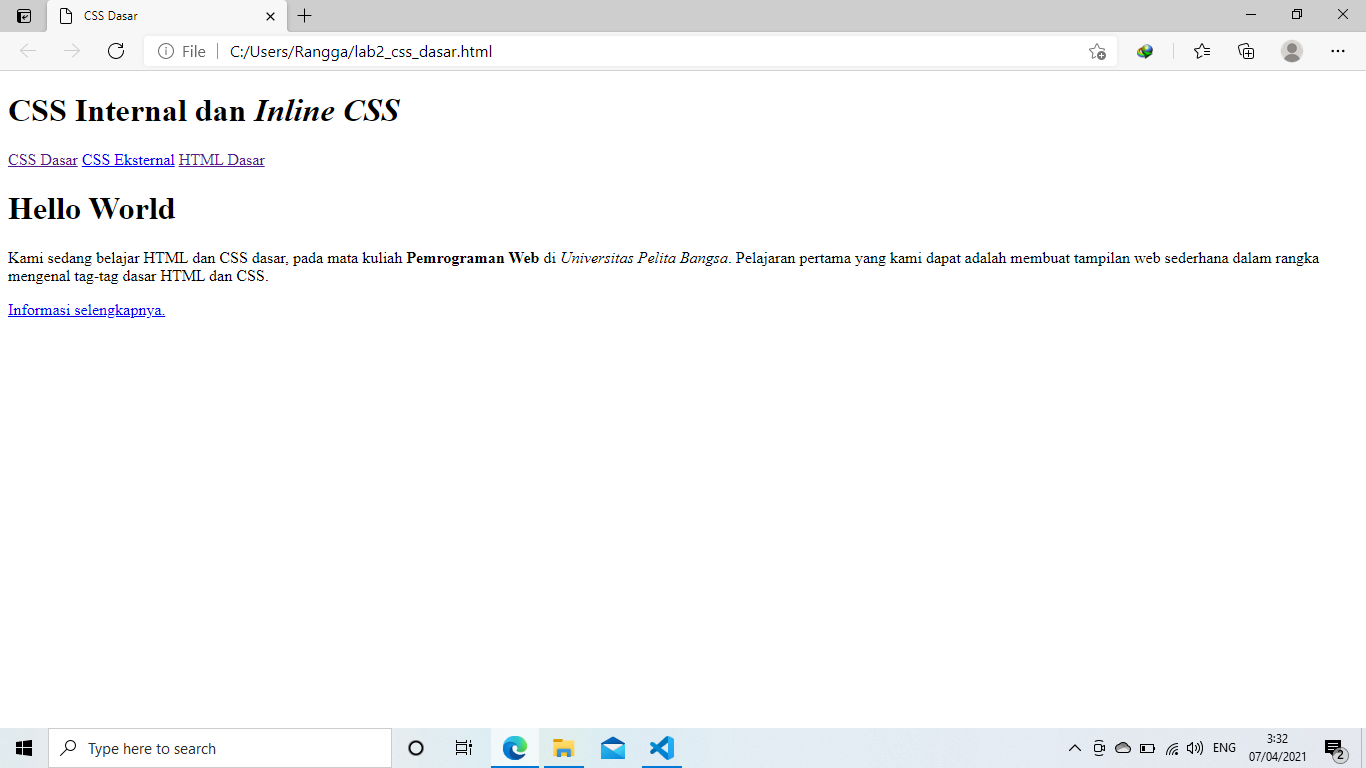 CSS Dasar
File
C:/Users/Rangga/lab2_css_dasar.html
CSS Internal dan Inline CSS
CSS Dasar CSS Eksternal HTML Dasar
Hello World
Kami sedang belajar HTML dan CSS dasar, pada mata kuliah Pemrograman Web di Universitas Pelita Bangsa. Pelajaran pertama yang kami dapat adalah membuat tampilan web sederhana dalam rangka
mengenal tag-tag dasar HTML dan CSS.
Informasi selengkapnya.
Type here to search
ENG
3:32
07/04/2021
2